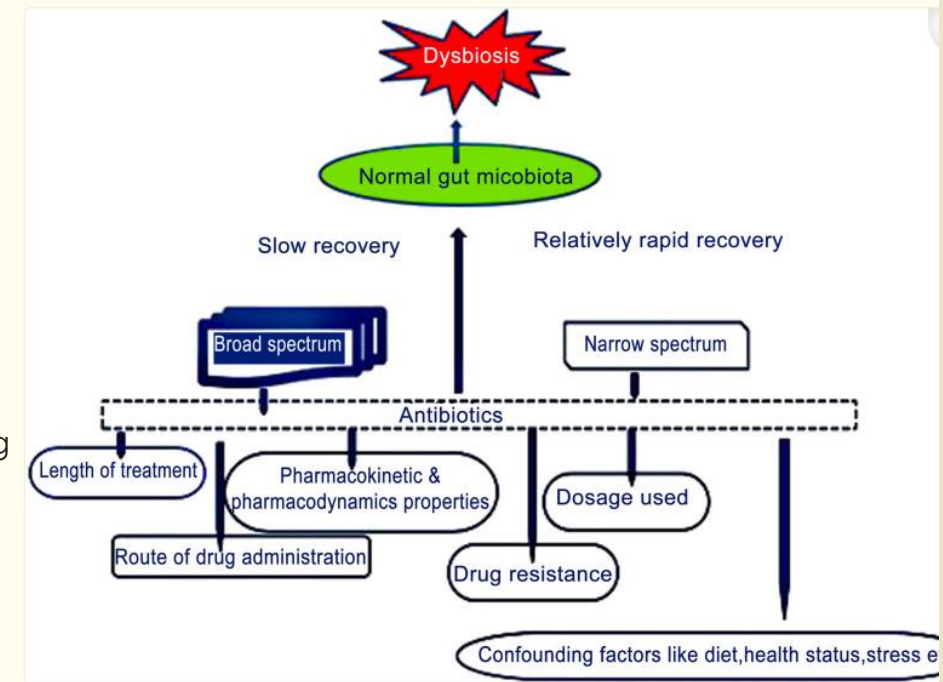 Dysbiosis
Normal gut micobiota
Slow recovery
Relatively rapid recovery
Broad spectrum
Narrow spectrum
Antibiotics
g
Length of treatment
Pharmacokinetic &
pharmacodynamics properties
Dosage used
Route of drug administration
Drug resistance
Confounding factors like diet,health status,stress e